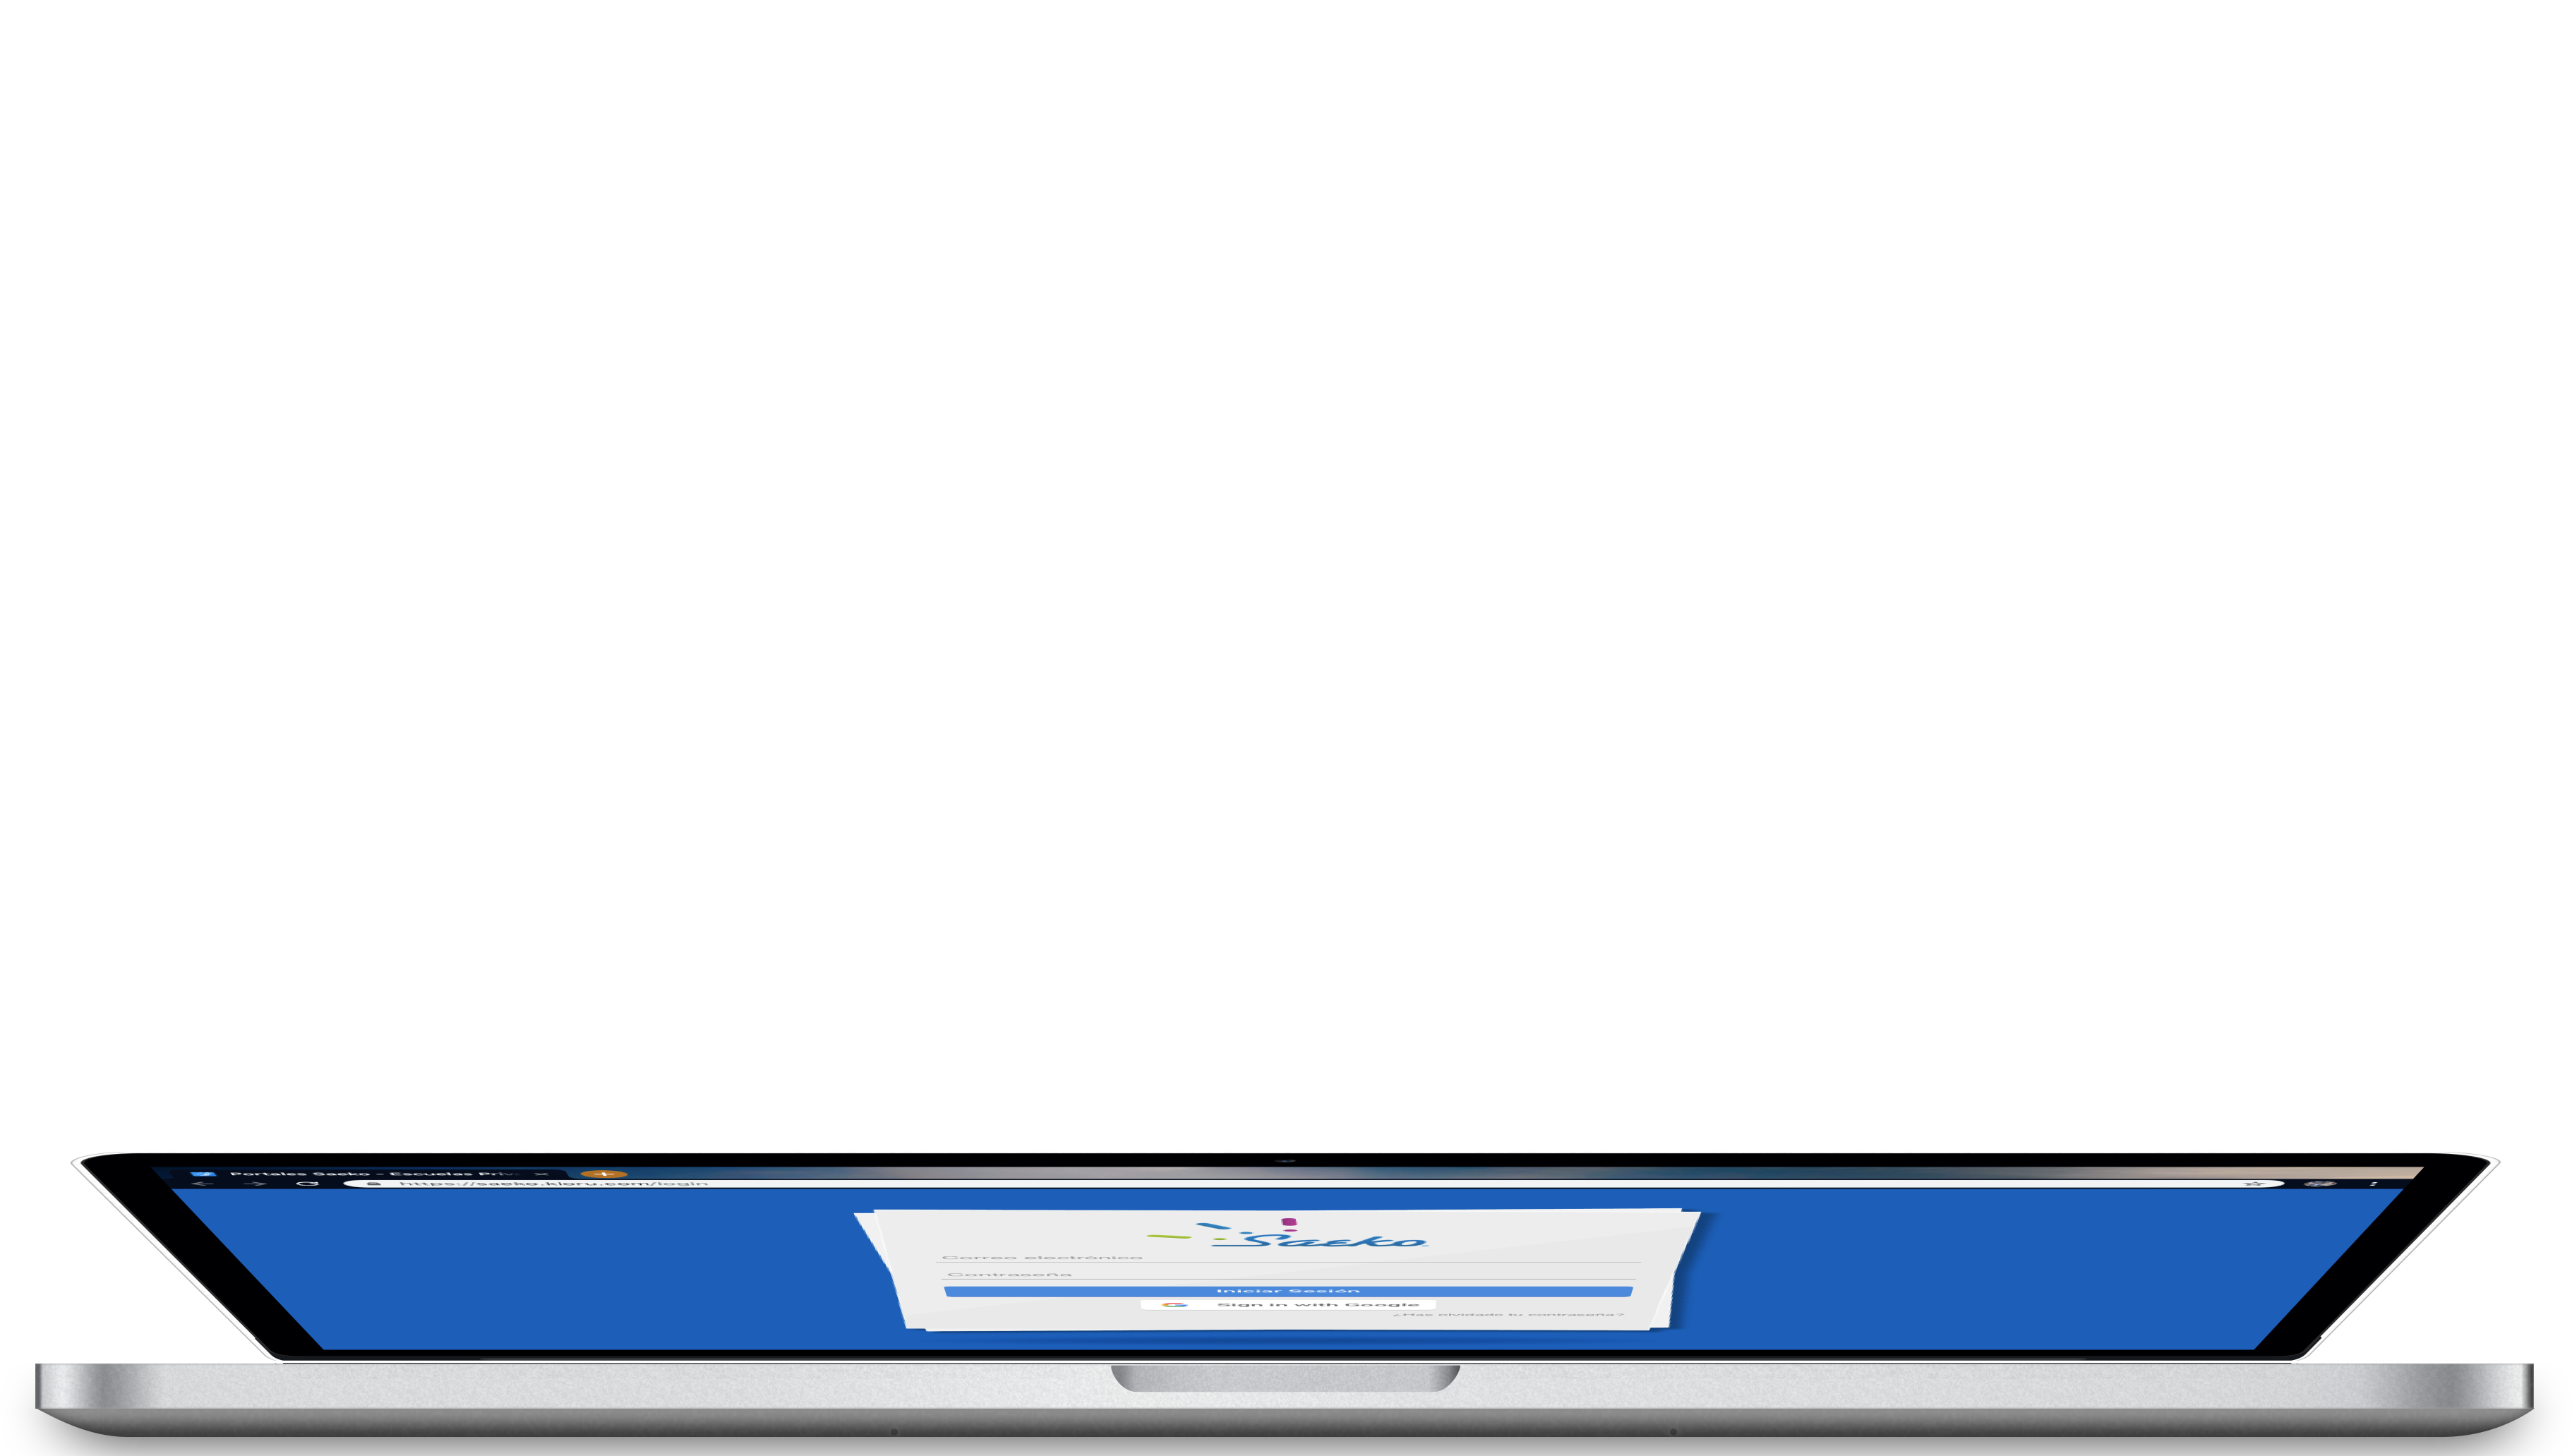 Portales Saeko - Escuelas Priv
https://saeko.kioru.com/login
Saeko
Correo electrónico
Contraseña
Iniciar Sesión
Sign in with Google
¿Has olvidado tu contraseña?